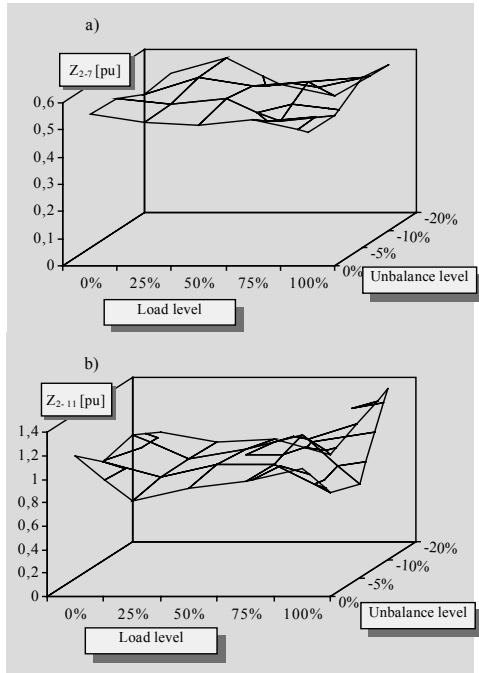 a)
Z2-7 [pu]
0,6
0,5
0,4
0,3
0,2
0,1
0
0% 25% 50% 75% 100%
0%
-5%
-10%
-20%
Load level
Unbalance level
b)
Z2- 11 [pu]
1,4
1,2
1
0,8
0,6
0,4
0,2
0
0% 25% 50% 75% 100%
0%
-5%
-10%
-20%
Load level
Unbalance level